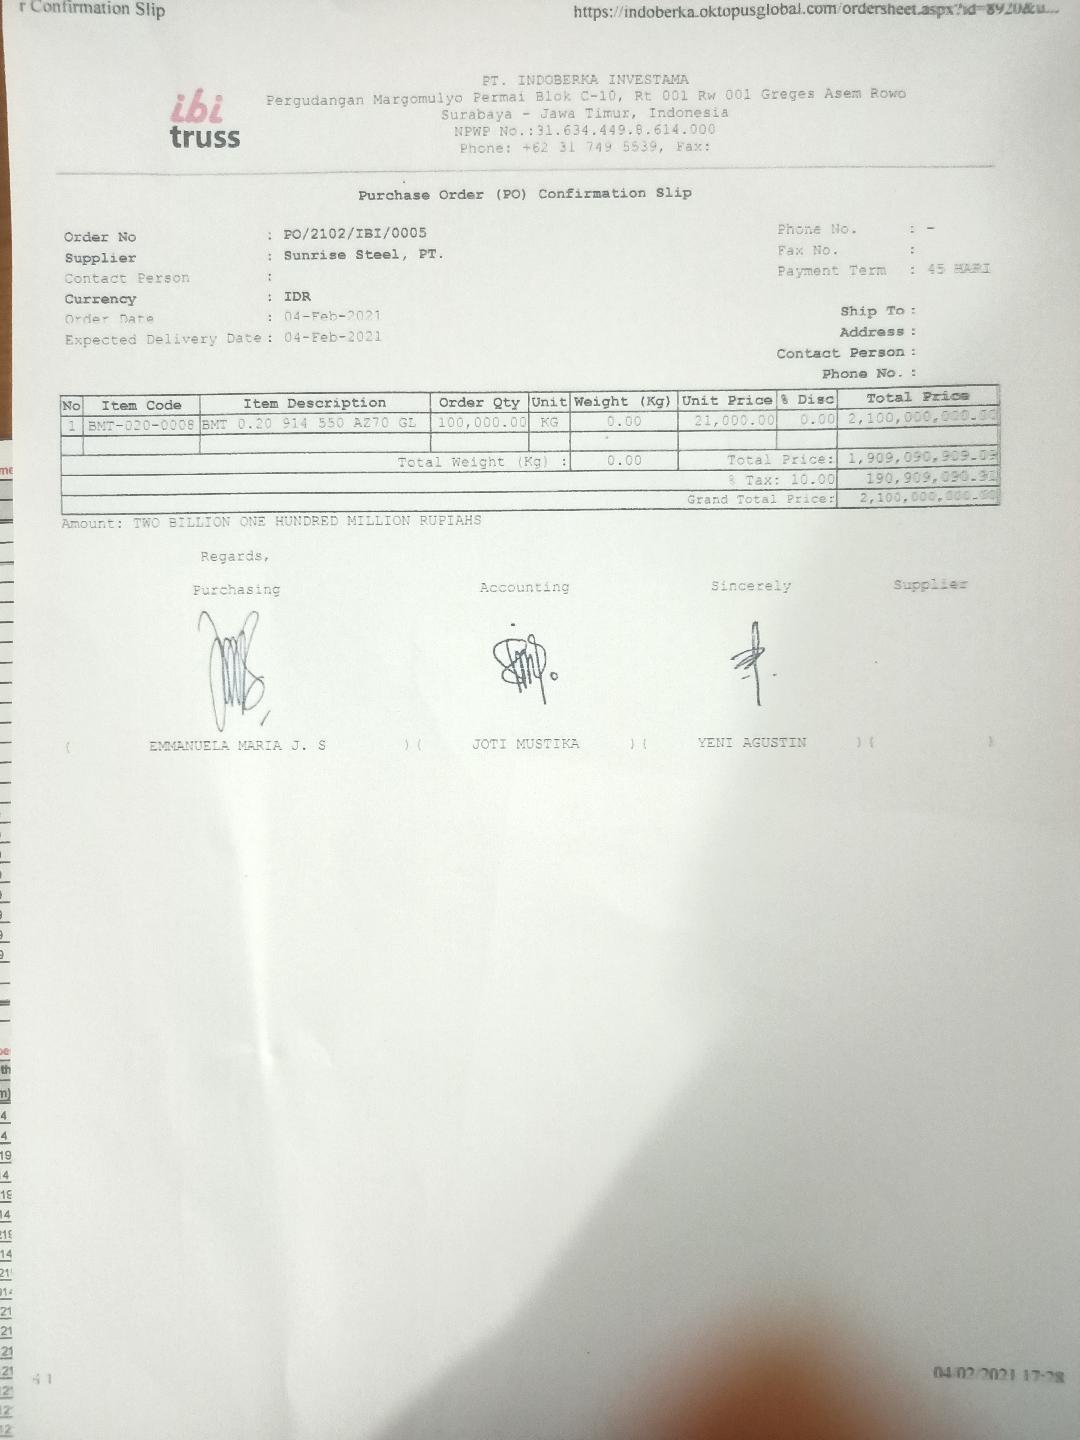 r Confirmation Slip
https://indoberka.oktopusglobal.com/ordersheet.aspx?id=8920&u...
ibi
truss
PT. INDOBERKA INVESTAMA
Pergudangan Margomulyo Permai Blok C-10, Rt 001 Rw 001 Greges Asem Rowo
Surabaya - Jawa Timur, Indonesia
NPWP No.:31.634.449.8.614.000
Phone: +62 31 749 5539, Fax:
Purchase Order (PO) Confirmation Slip
Order No : PO/2102/IBI/0005
Supplier : Sunrise Steel, PT.
Contact Person :
Currency : IDR
Order Date : 04-Feb-2021
Expected Delivery Date : 04-Feb-2021
Phone No. : -
Fax No. :
Payment Term : 45 HARI
Ship To :
Address :
Contact Person :
Phone No. :
No Item Code Item Description Order Qty Unit Weight (Kg) Unit Price % Disc Total Price
1 BMT-020-0008 BMT 0.20 914 550 AZ70 GL 100,000.00 KG 0.00 21,000.00 0.00 2,100,000,000.00
Total Weight (Kg) : 0.00 Total Price: 1,909,090,909.09
% Tax: 10.00 190,909,090.91
Grand Total Price: 2,100,000,000.00
Amount: TWO BILLION ONE HUNDRED MILLION RUPIAHS
Regards,
Purchasing Accounting Sincerely Supplier
( EMMANUELA MARIA J. S ) ( JOTI MUSTIKA ) ( YENI AGUSTIN ) ( )
04/02/2021 17:28